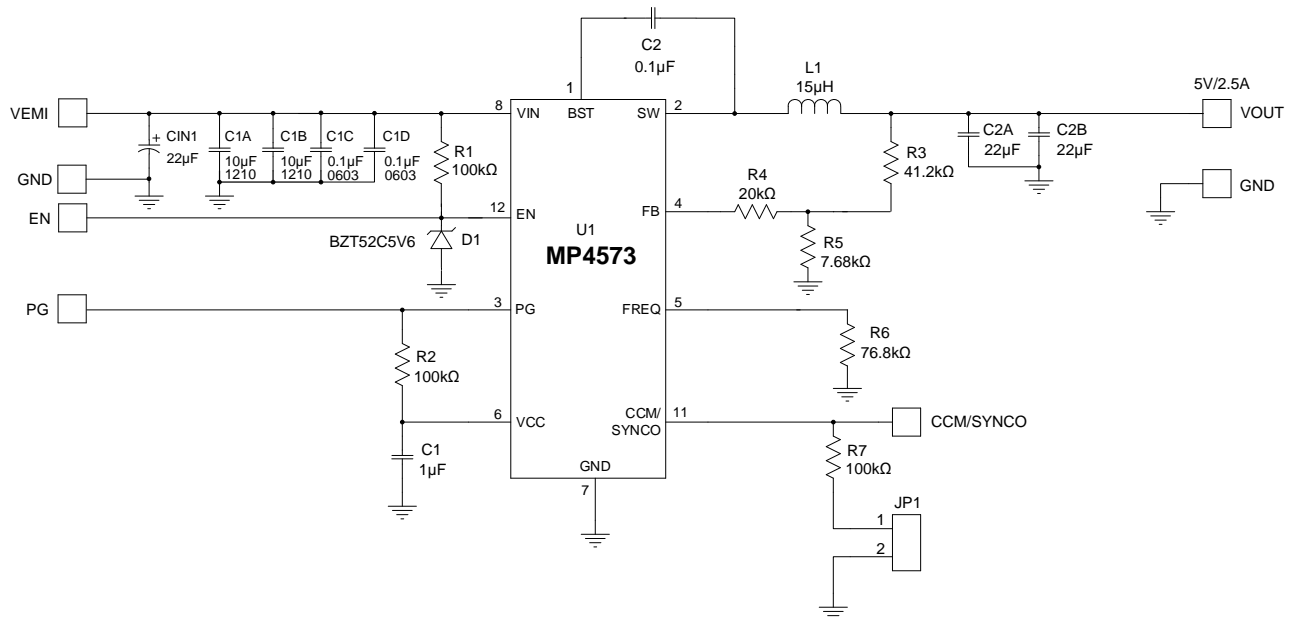 C2
0.1µF
L1
15µH
5V/2.5A
1
VEMI
8
VIN
BST
SW
2
VOUT
+
CIN1
22µF
C1A
10µF
1210
C1B
10µF
1210
C1C
0.1µF
0603
C1D
0.1µF
0603
R1
100kΩ
R3
41.2kΩ
C2A
22µF
C2B
22µF
GND
GND
R4
20kΩ
EN
12
EN
FB
4
U1
MP4573
BZT52C5V6
D1
R5
7.68kΩ
PG
3
PG
FREQ
5
R2
100kΩ
R6
76.8kΩ
6
VCC
CCM/
SYNCO
11
CCM/SYNCO
C1
1µF
R7
100kΩ
GND
7
JP1
1
2